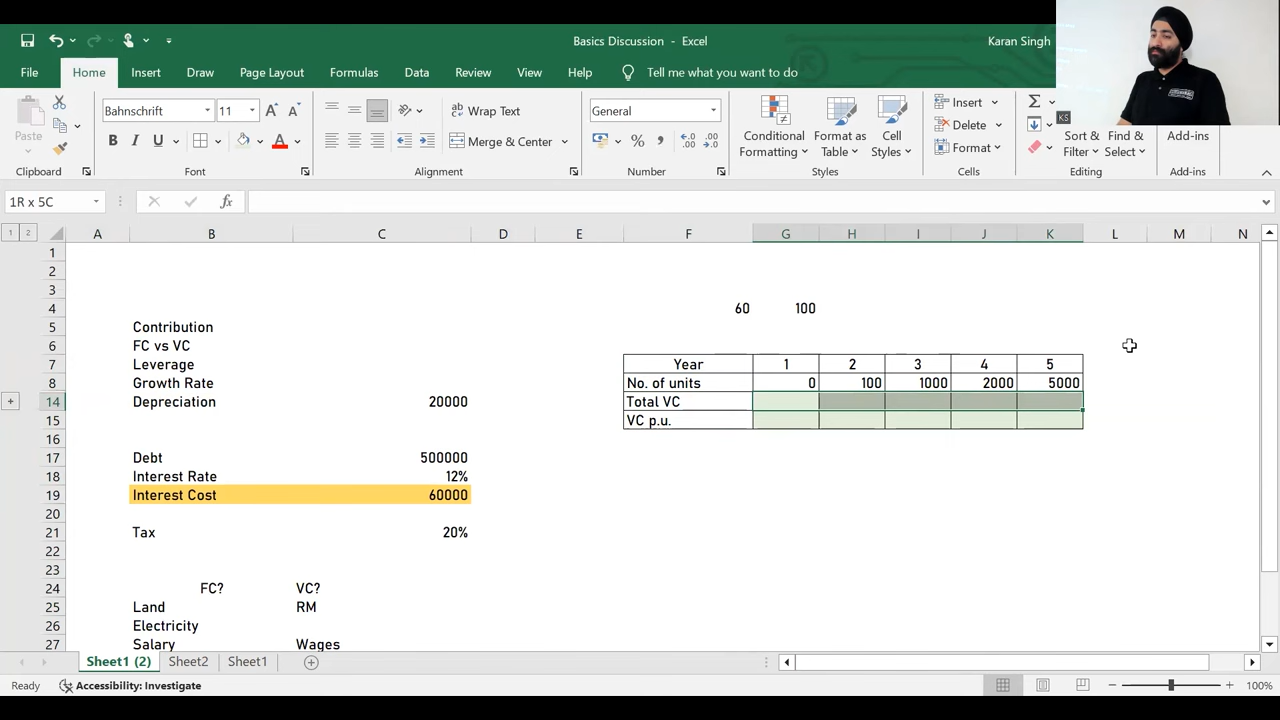 Basics Discussion - Excel
Karan Singh
File Home Insert Draw Page Layout Formulas Data Review View Help Tell me what you want to do
KS
Paste
Bahnschrift 11
B I U
Wrap Text
Merge & Center
General
% ,
Conditional Formatting
Format as Table
Cell Styles
Insert
Delete
Format
Sort & Filter
Find & Select
Add-ins
Clipboard Font Alignment Number Styles Cells Editing Add-ins
1R x 5C fx
1 2 A B C D E F G H I J K L M N
1
2
3
4 60 100
5 Contribution
6 FC vs VC
7 Leverage Year 1 2 3 4 5
8 Growth Rate No. of units 0 100 1000 2000 5000
14 Depreciation 20000 Total VC
15 VC p.u.
16
17 Debt 500000
18 Interest Rate 12%
19 Interest Cost 60000
20
21 Tax 20%
22
23
24 FC? VC?
25 Land RM
26 Electricity
27 Salary Wages
Sheet1 (2) Sheet2 Sheet1
Ready Accessibility: Investigate 100%